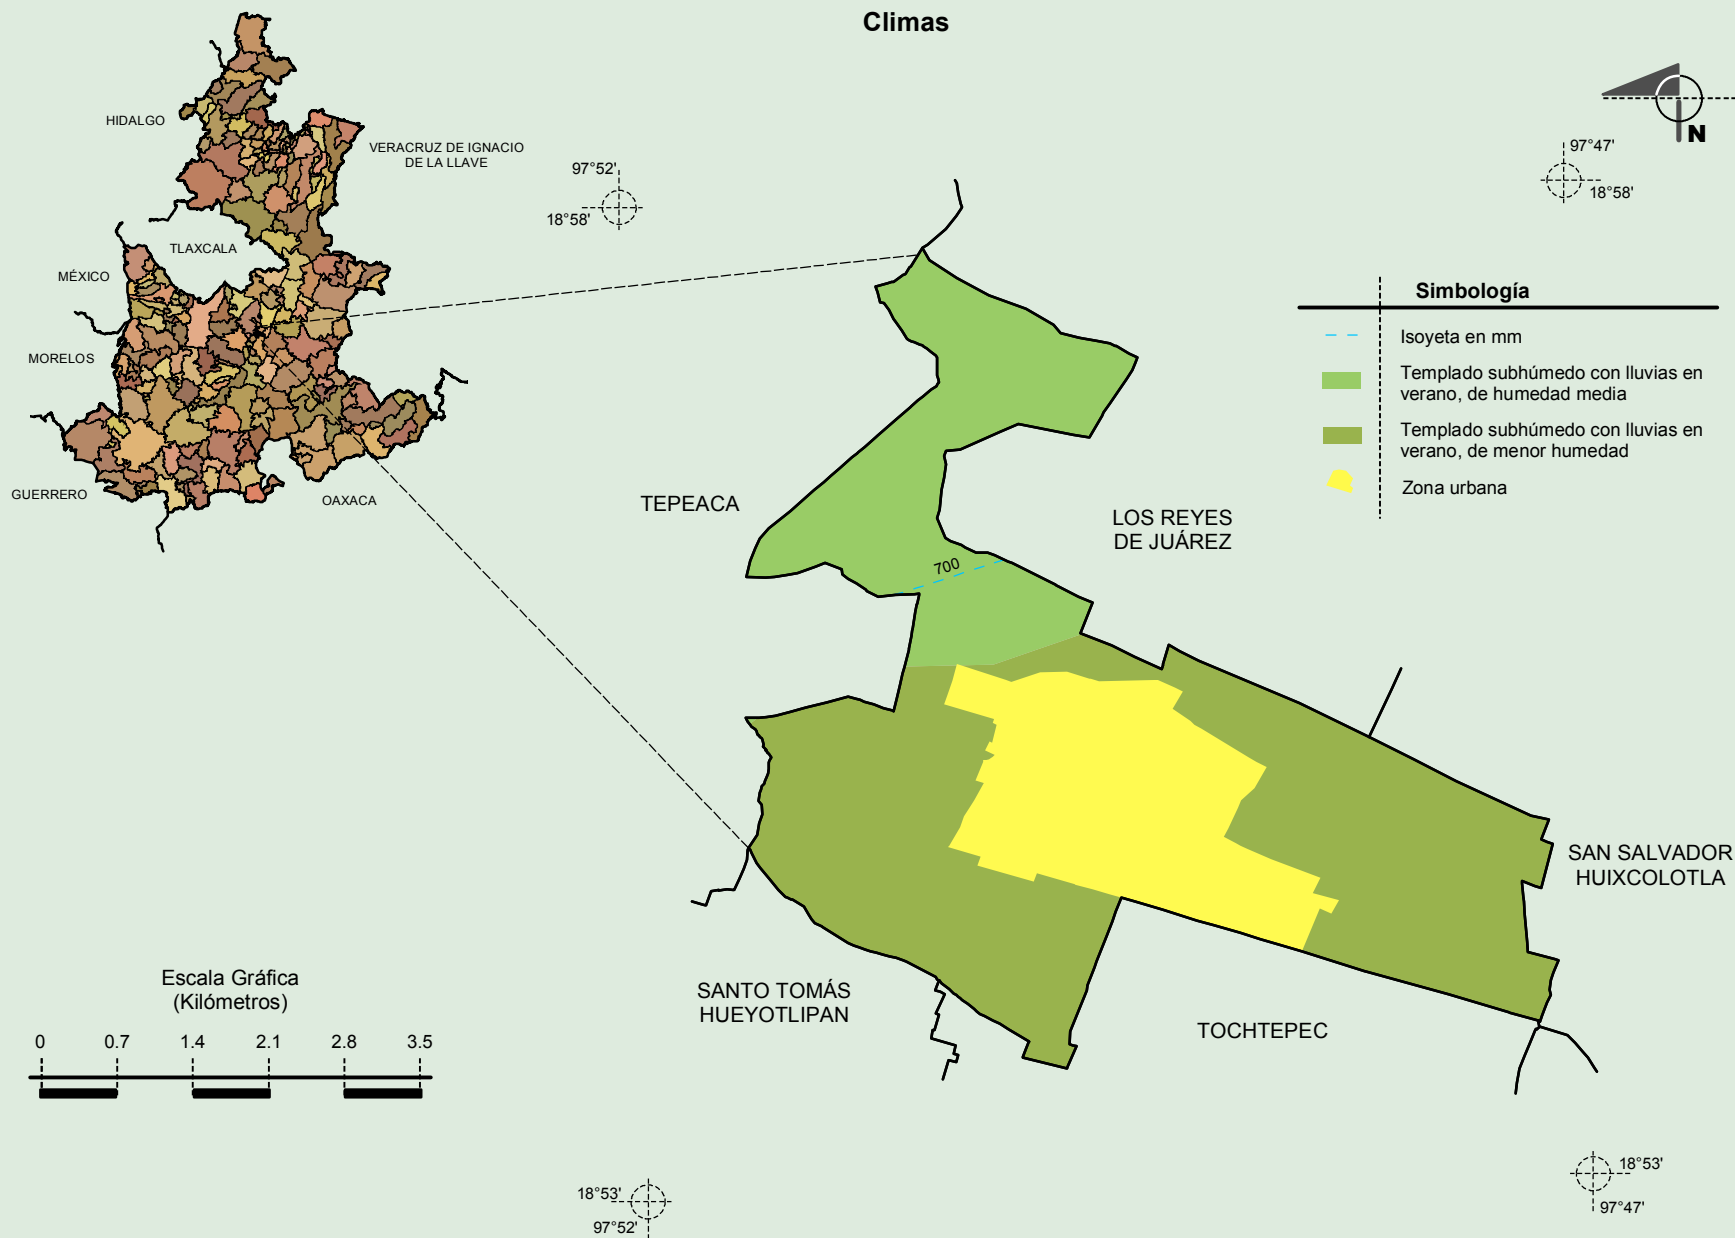 Climas
HIDALGO
VERACRUZ DE IGNACIO
DE LA LLAVE
TLAXCALA
MÉXICO
MORELOS
GUERRERO
OAXACA
97°52'
18°58'
97°47'
18°58'
N
Simbología
Isoyeta en mm
Templado subhúmedo con lluvias en
verano, de humedad media
Templado subhúmedo con lluvias en
verano, de menor humedad
Zona urbana
TEPEACA
LOS REYES
DE JUÁREZ
700
SAN SALVADOR
HUIXCOLOTLA
SANTO TOMÁS
HUEYOTLIPAN
TOCHTEPEC
Escala Gráfica
(Kilómetros)
0 0.7 1.4 2.1 2.8 3.5
18°53'
97°52'
18°53'
97°47'